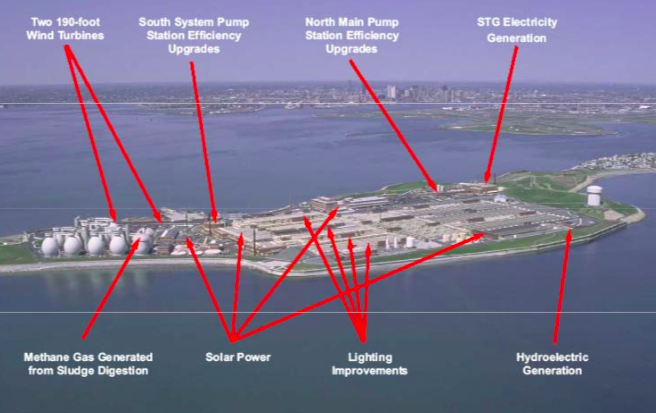 Two 190-foot
Wind Turbines
South System Pump
Station Efficiency
Upgrades
North Main Pump
Station Efficiency
Upgrades
STG Electricity
Generation
Methane Gas Generated
from Sludge Digestion
Solar Power
Lighting
Improvements
Hydroelectric
Generation